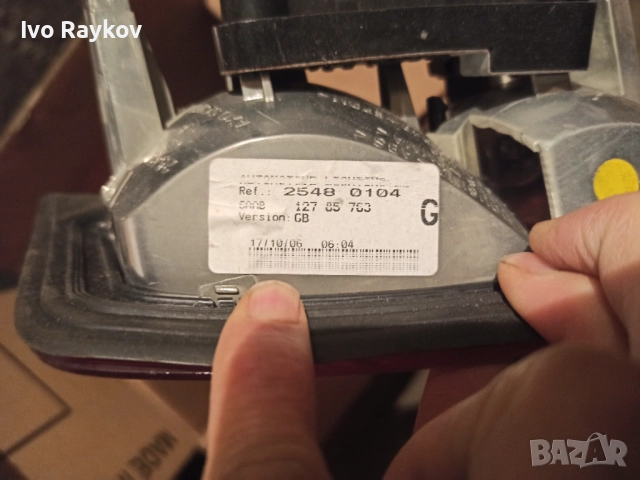 Ivo Raykov
AUTOMOTIVE LIGHTING
Ref.: 2548 0104
SAAB 127 85 763
Version: GB
G
17/10/06 06:04
MADE
BAZAR